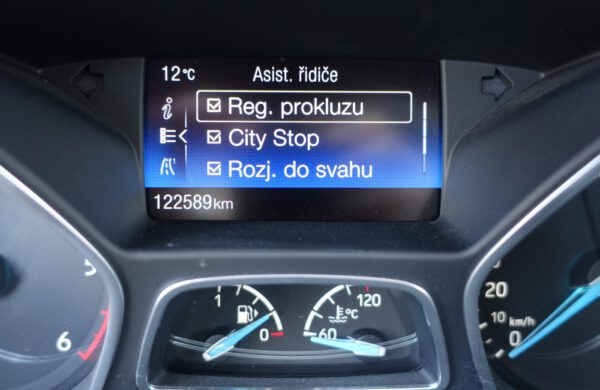 12°C Asist. řidiče
Reg. prokluzu
City Stop
Rozj. do svahu
122589km
5
6
1
0
60
120
°C
20
10 km/h
0